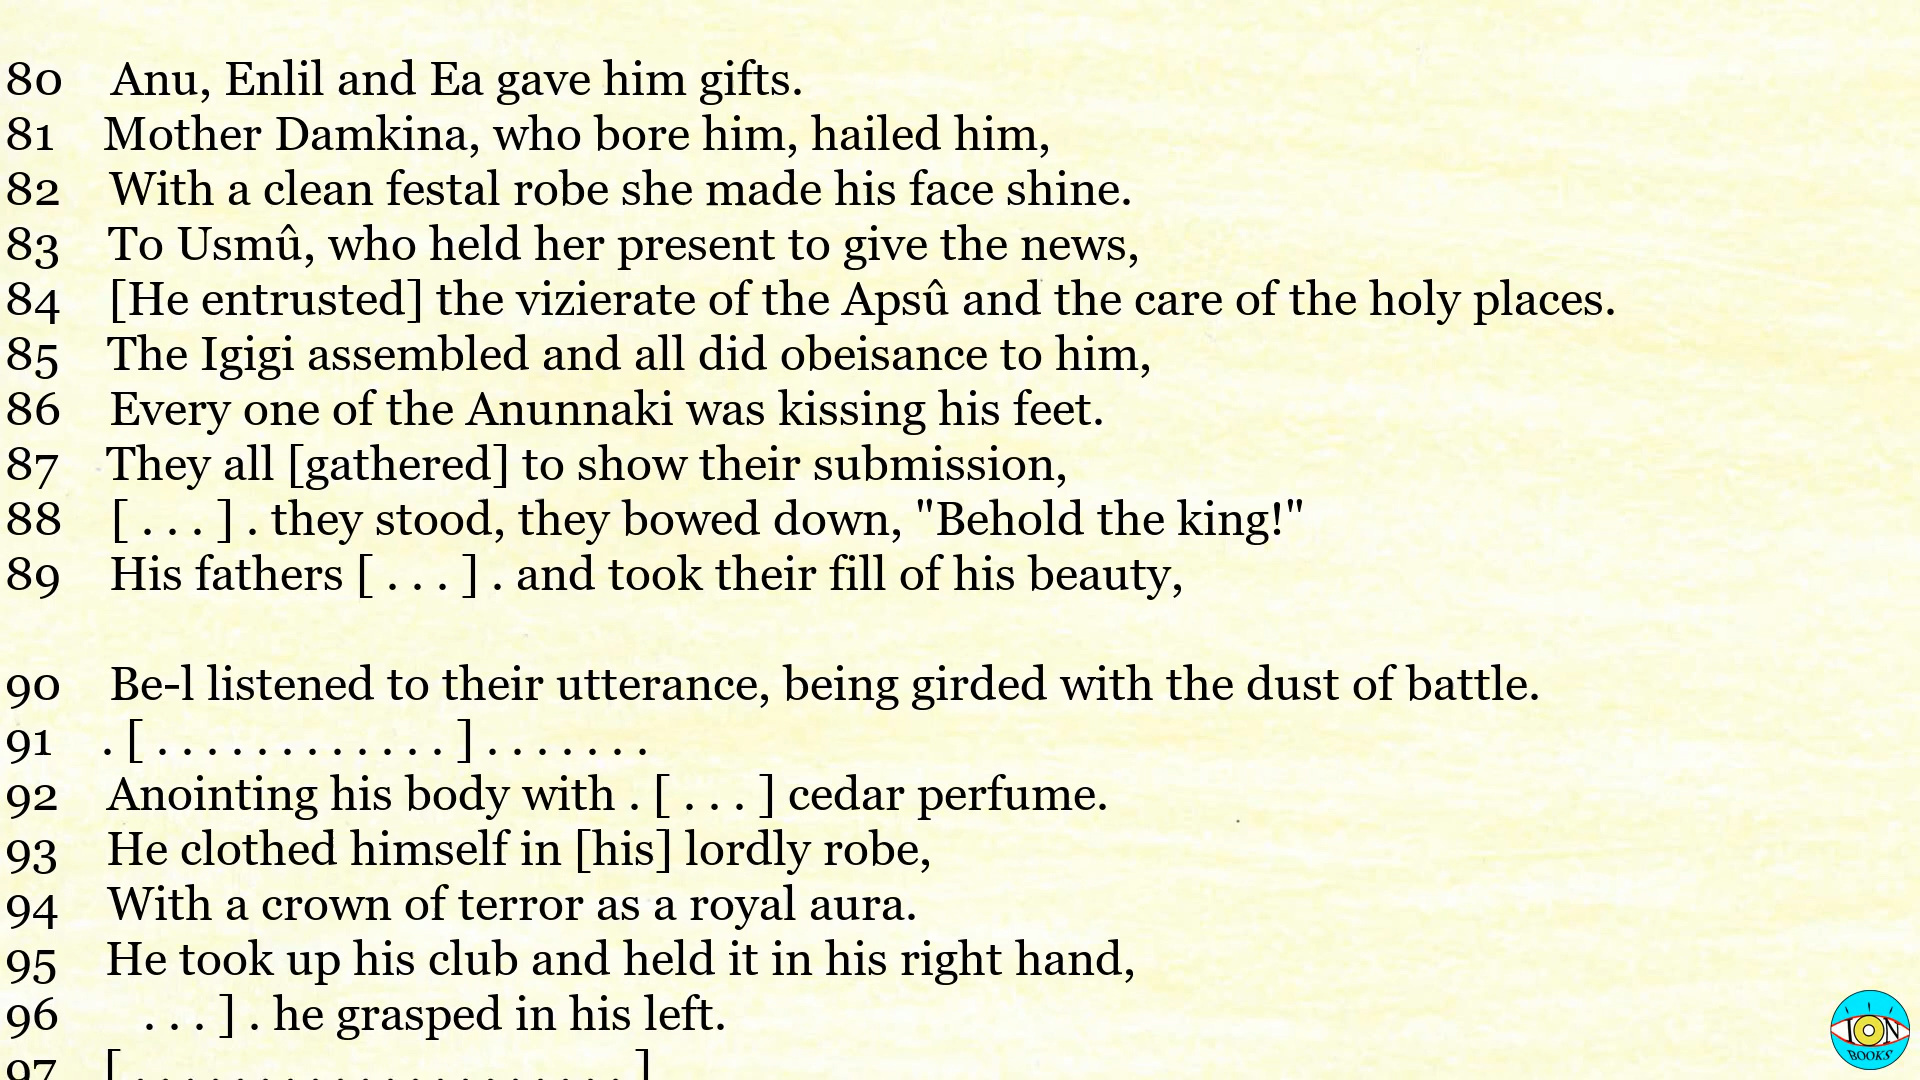 80 Anu, Enlil and Ea gave him gifts.
81 Mother Damkina, who bore him, hailed him,
82 With a clean festal robe she made his face shine.
83 To Usmû, who held her present to give the news,
84 [He entrusted] the vizierate of the Apsû and the care of the holy places.
85 The Igigi assembled and all did obeisance to him,
86 Every one of the Anunnaki was kissing his feet.
87 They all [gathered] to show their submission,
88 [ . . . ] . they stood, they bowed down, "Behold the king!"
89 His fathers [ . . . ] . and took their fill of his beauty,
90 Be-l listened to their utterance, being girded with the dust of battle.
91 . [ . . . . . . . . . . . . ] . . . . . . .
92 Anointing his body with . [ . . . ] cedar perfume.
93 He clothed himself in [his] lordly robe,
94 With a crown of terror as a royal aura.
95 He took up his club and held it in his right hand,
96 . . . ] . he grasped in his left.
97 [ . . . . . . . . . . . . . . . . . . . . ]
ION
BOOKS